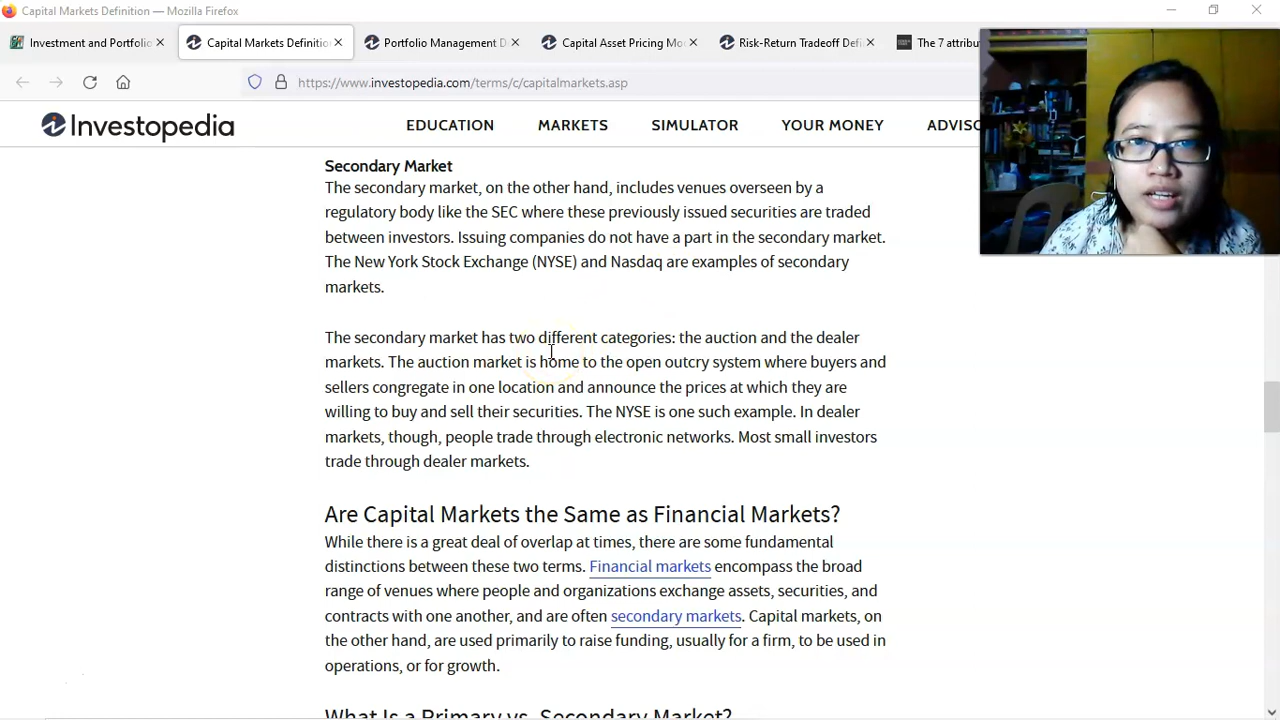 Capital Markets Definition — Mozilla Firefox
Investment and Portfolio
Capital Markets Definitio
Portfolio Management D
Capital Asset Pricing Mo
Risk-Return Tradeoff Defi
The 7 attribu
https://www.investopedia.com/terms/c/capitalmarkets.asp
Investopedia
EDUCATION
MARKETS
SIMULATOR
YOUR MONEY
ADVISO
Secondary Market
The secondary market, on the other hand, includes venues overseen by a
regulatory body like the SEC where these previously issued securities are traded
between investors. Issuing companies do not have a part in the secondary market.
The New York Stock Exchange (NYSE) and Nasdaq are examples of secondary
markets.
The secondary market has two different categories: the auction and the dealer
markets. The auction market is home to the open outcry system where buyers and
sellers congregate in one location and announce the prices at which they are
willing to buy and sell their securities. The NYSE is one such example. In dealer
markets, though, people trade through electronic networks. Most small investors
trade through dealer markets.
Are Capital Markets the Same as Financial Markets?
While there is a great deal of overlap at times, there are some fundamental
distinctions between these two terms. Financial markets encompass the broad
range of venues where people and organizations exchange assets, securities, and
contracts with one another, and are often secondary markets. Capital markets, on
the other hand, are used primarily to raise funding, usually for a firm, to be used in
operations, or for growth.
What Is a Primary vs. Secondary Market?